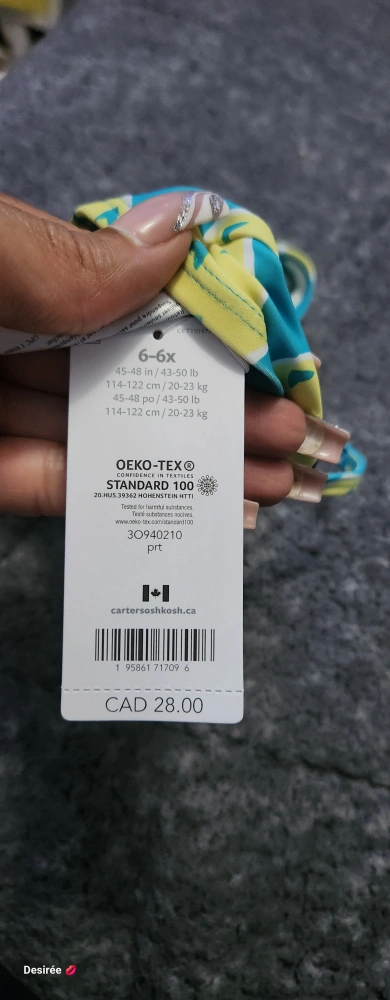 6-6x
45-48 in / 43-50 lb
114-122 cm / 20-23 kg
45-48 po / 43-50 lb
114-122 cm / 20-23 kg
OEKO-TEX®
CONFIDENCE IN TEXTILES
STANDARD 100
20.HUS.39362 HOHENSTEIN HTTI
Tested for harmful substances.
Testé substances nocives.
www.oeko-tex.com/standard100
3O940210
prt
cartersoshkosh.ca
1 95861 71709 6
CAD 28.00
Desirée 💋